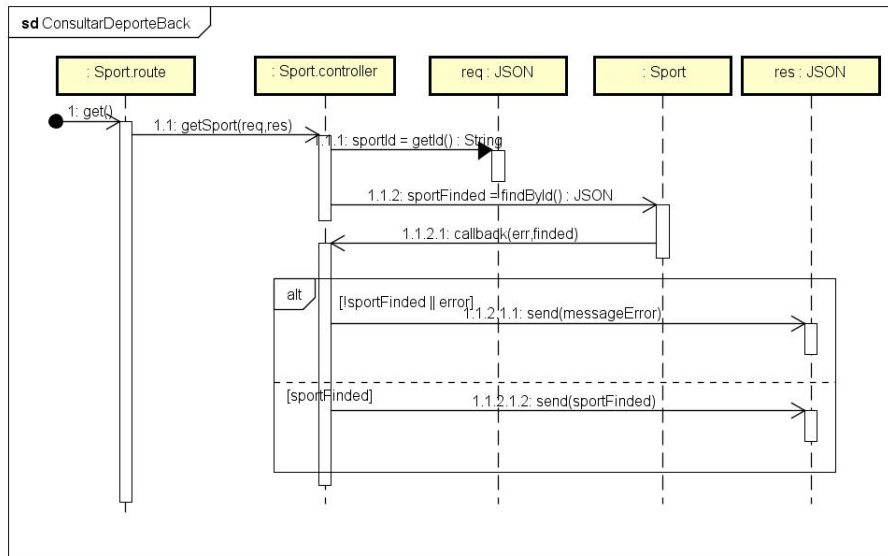 sd ConsultarDeporteBack
: Sport.route
: Sport.controller
req : JSON
: Sport
res : JSON
1: get()
1.1: getSport(req,res)
1.1.1: sportId = getId() : String
1.1.2: sportFinded = findById() : JSON
1.1.2.1: callback(err,finded)
alt
[!sportFinded || error]
1.1.2.1.1: send(messageError)
[sportFinded]
1.1.2.1.2: send(sportFinded)